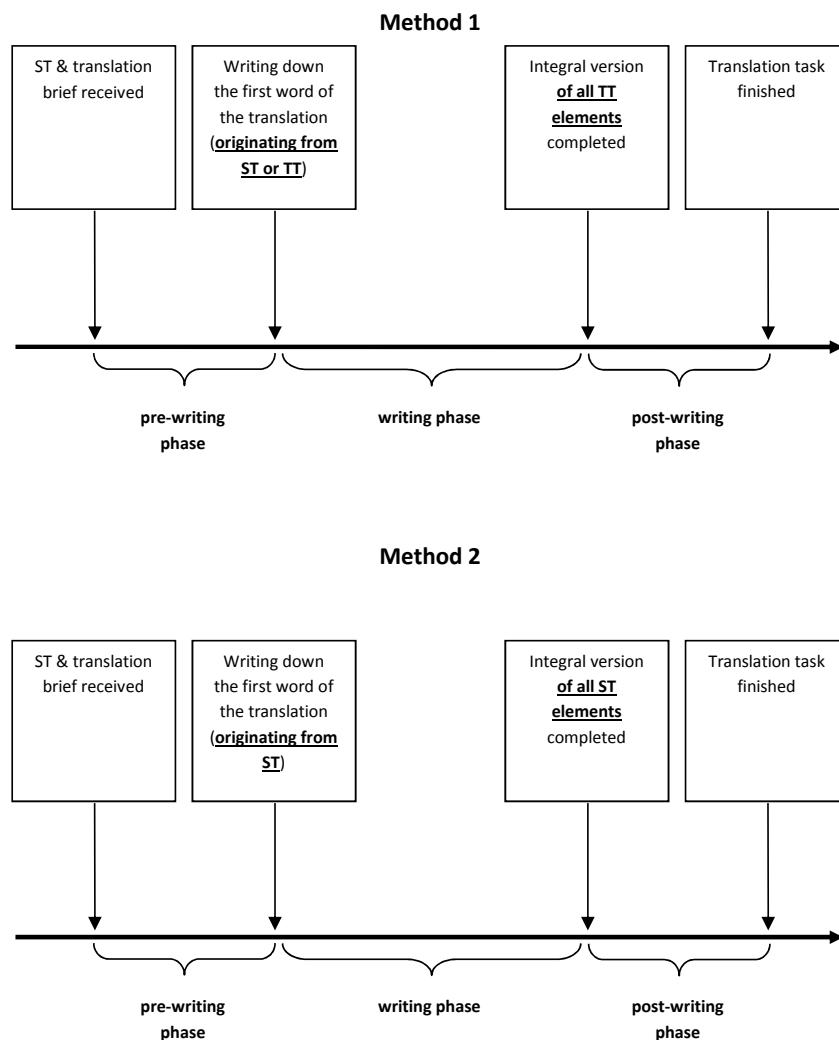 Method 1
ST & translation
brief received
Writing down
the first word of
the translation
(originating from
ST or TT)
Integral version
of all TT
elements
completed
Translation task
finished
pre-writing
phase
writing phase
post-writing
phase
Method 2
ST & translation
brief received
Writing down
the first word of
the translation
(originating from
ST)
Integral version
of all ST
elements
completed
Translation task
finished
pre-writing
phase
writing phase
post-writing
phase